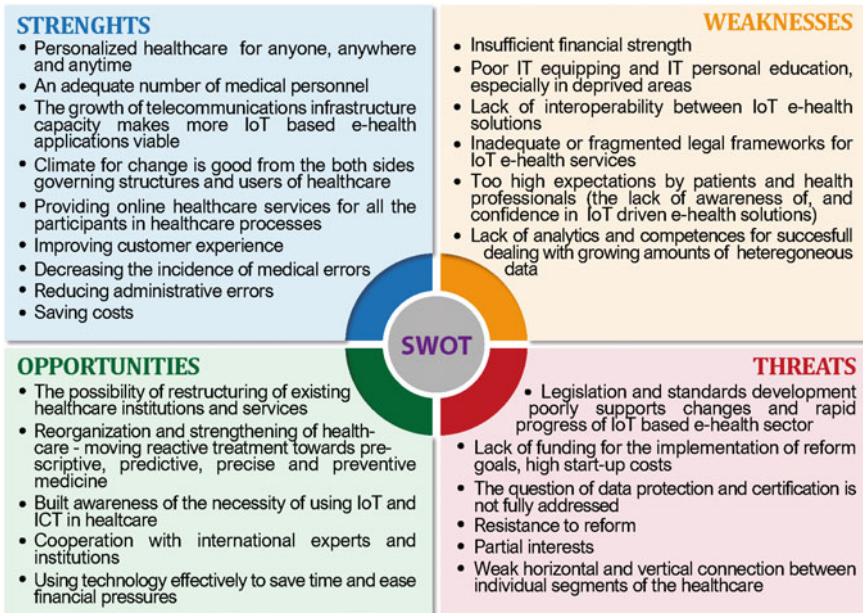 STRENGHTS
• Personalized healthcare for anyone, anywhere
and anytime
• An adequate number of medical personnel
• The growth of telecommunications infrastructure
capacity makes more IoT based e-health
applications viable
• Climate for change is good from the both sides
governing structures and users of healthcare
• Providing online healthcare services for all the
participants in healthcare processes
• Improving customer experience
• Decreasing the incidence of medical errors
• Reducing administrative errors
• Saving costs
WEAKNESSES
• Insufficient financial strength
• Poor IT equipping and IT personal education,
especially in deprived areas
• Lack of interoperability between IoT e-health
solutions
• Inadequate or fragmented legal frameworks for
IoT e-health services
• Too high expectations by patients and health
professionals (the lack of awareness of, and
confidence in IoT driven e-health solutions)
• Lack of analytics and competences for succesfull
dealing with growing amounts of heteregoneous
data
SWOT
OPPORTUNITIES
• The possibility of restructuring of existing
healthcare institutions and services
• Reorganization and strengthening of health-
care - moving reactive treatment towards pre-
scriptive, predictive, precise and preventive
medicine
• Built awareness of the necessity of using IoT and
ICT in healtcare
• Cooperation with international experts and
institutions
• Using technology effectively to save time and ease
financial pressures
THREATS
• Legislation and standards development
poorly supports changes and rapid
progress of IoT based e-health sector
• Lack of funding for the implementation of reform
goals, high start-up costs
• The question of data protection and certification is
not fully addressed
• Resistance to reform
• Partial interests
• Weak horizontal and vertical connection between
individual segments of the healthcare